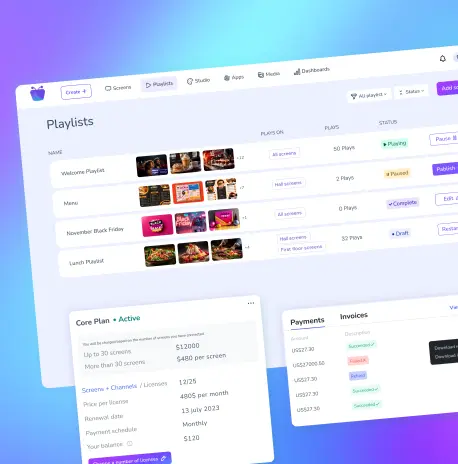 Create +
Screens
Playlists
Studio
Apps
Media
Dashboards
Playlists
All playlist
Status
Add
NAME
PLAYS ON
PLAYS
STATUS
Welcome Playlist
+12
All screens
50 Plays
Playing
Pause
Menu
+7
Hall screens
2 Plays
Paused
Publish
November Black Friday
All screens
0 Plays
Complete
Edit
Lunch Playlist
+4
Hall screens
First floor screens
32 Plays
Draft
Core Plan • Active
You will be charged based on the number of screens you have connected
Up to 30 screens
$12000
More than 30 screens
$480 per screen
Screens + Channels / Licenses
12/25
Price per license
480$ per month
Renewal date
13 july 2023
Payment schedule
Monthly
Your balance
$120
Change a number of licenses
Payments
Invoices
Amount
Description
US$27.30
Succeeded ✓
US$27000.50
US$27.30
Refund
US$27.30
Succeeded ✓
US$27.30
Succeeded ✓
Download
Download